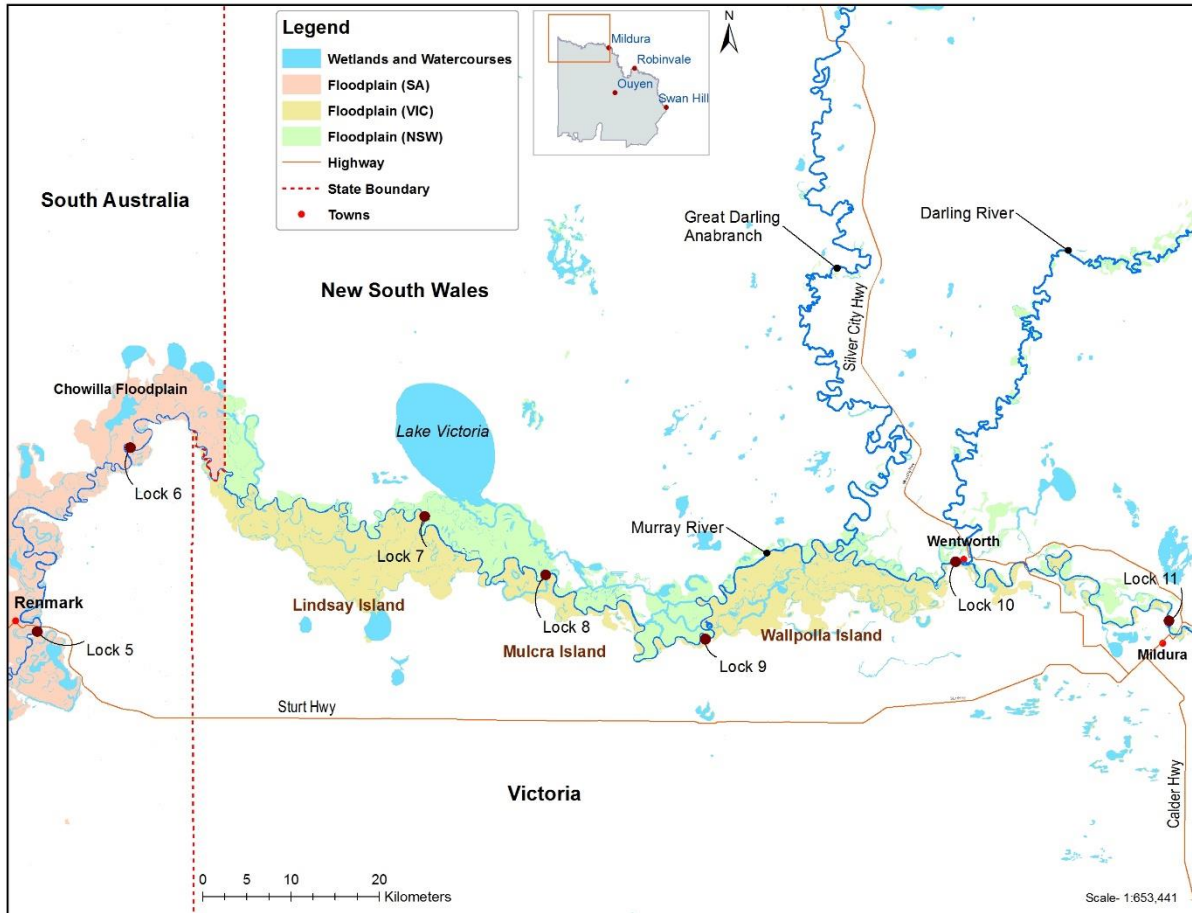 Legend
Wetlands and Watercourses
Floodplain (SA)
Floodplain (VIC)
Floodplain (NSW)
Highway
State Boundary
Towns
Mildura
Robinvale
Ouyen
Swan Hill
N
South Australia
New South Wales
Great Darling
Anabranch
Darling River
Silver City Hwy
Chowilla Floodplain
Lake Victoria
Lock 6
Lock 7
Murray River
Wentworth
Lock 11
Lindsay Island
Lock 8
Lock 10
Renmark
Lock 5
Mulcra Island
Lock 9
Wallpolla Island
Mildura
Sturt Hwy
Victoria
Calder Hwy
0 5 10 20
Kilometers
Scale- 1:653,441